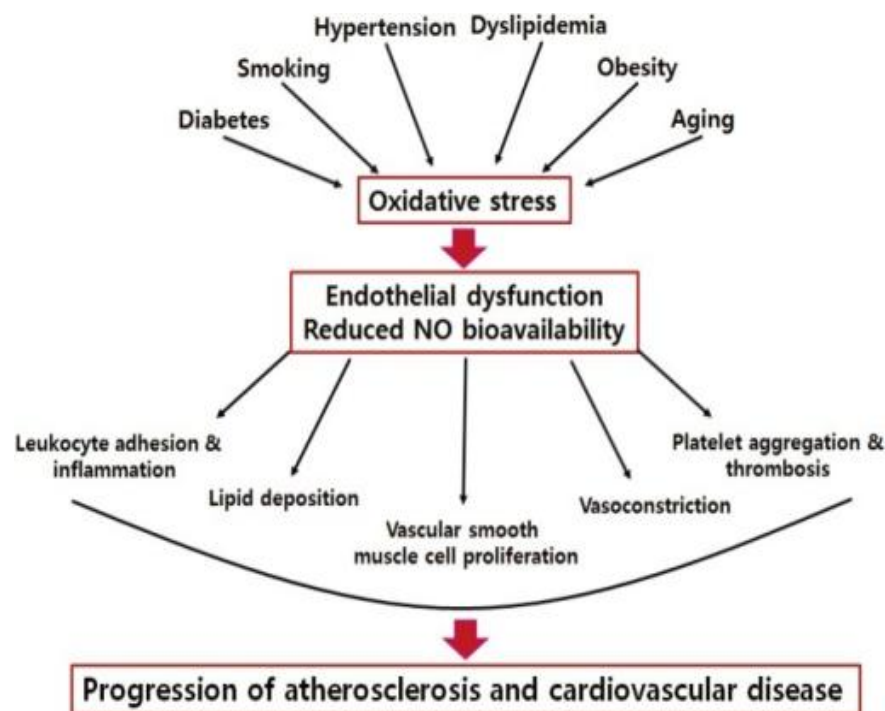 Hypertension
Dyslipidemia
Smoking
Obesity
Diabetes
Aging
Oxidative stress
Endothelial dysfunction
Reduced NO bioavailability
Leukocyte adhesion &
inflammation
Lipid deposition
Vascular smooth
muscle cell proliferation
Vasoconstriction
Platelet aggregation &
thrombosis
Progression of atherosclerosis and cardiovascular disease